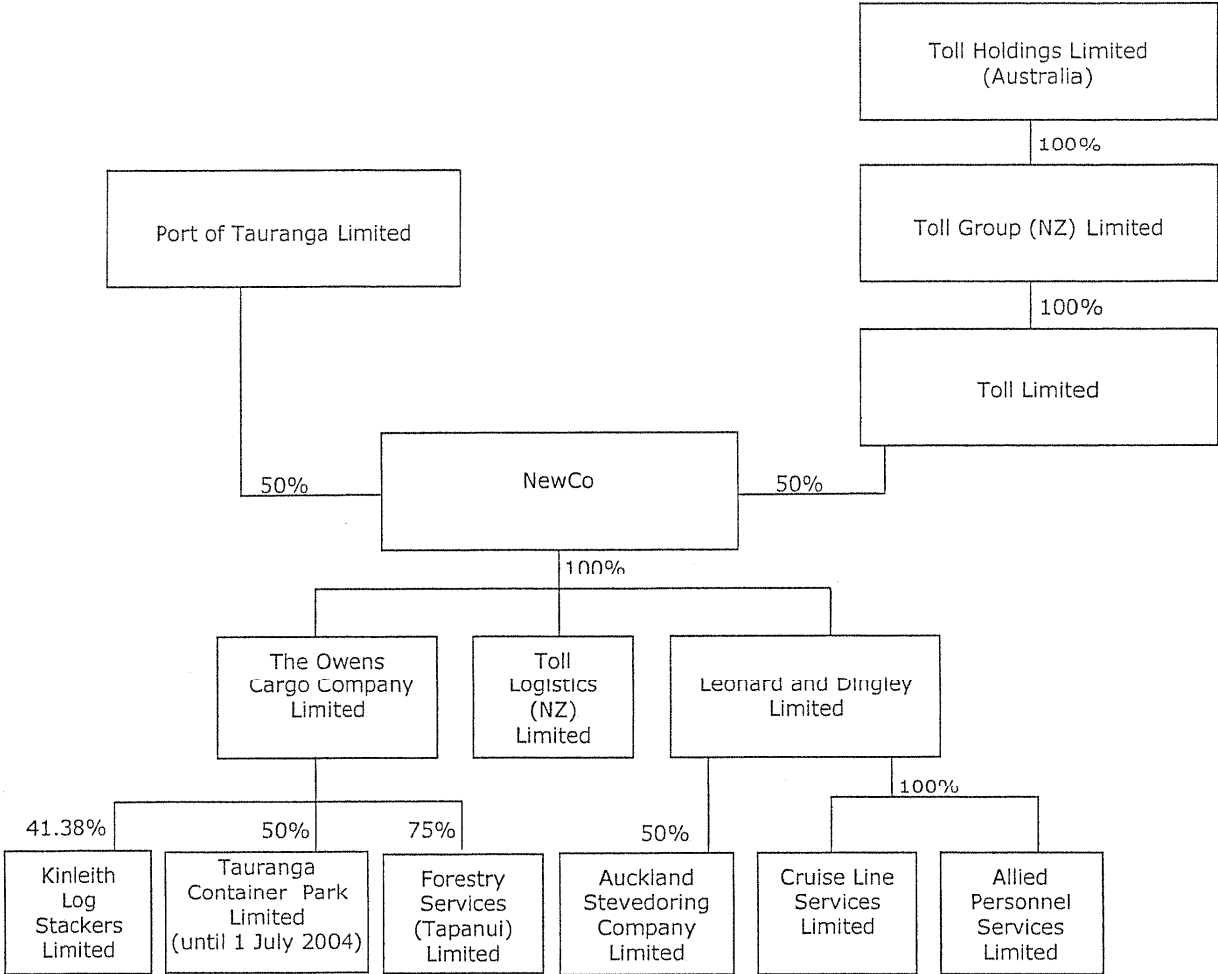 Toll Holdings Limited
(Australia)
100%
Port of Tauranga Limited
Toll Group (NZ) Limited
100%
Toll Limited
NewCo
50%
50%
100%
The Owens
Cargo Company
Limited
Toll
Logistics
(NZ)
Limited
Leonard and Dingley
Limited
100%
41.38%
50%
75%
50%
Kinleith
Log
Stackers
Limited
Tauranga
Container Park
Limited
(until 1 July 2004)
Forestry
Services
(Tapanui)
Limited
Auckland
Stevedoring
Company
Limited
Cruise Line
Services
Limited
Allied
Personnel
Services
Limited